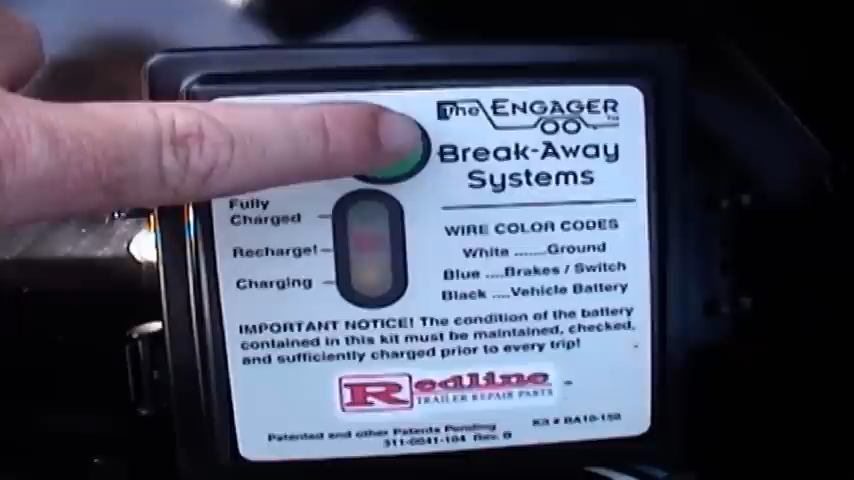 The ENGAGER TM
Break-Away
Systems
Fully
Charged
Recharge!
Charging
WIRE COLOR CODES
White ......Ground
Blue ....Brakes / Switch
Black ....Vehicle Battery
IMPORTANT NOTICE! The condition of the battery
contained in this kit must be maintained, checked,
and sufficiently charged prior to every trip!
Redline
TRAILER REPAIR PARTS
Patented and other Patents Pending
Kit # BA10-150
311-0041-104 Rev. B